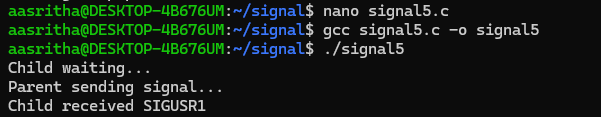 aasritha@DESKTOP-4B676UM:~/signal$ nano signal5.c
aasritha@DESKTOP-4B676UM:~/signal$ gcc signal5.c -o signal5
aasritha@DESKTOP-4B676UM:~/signal$ ./signal5
Child waiting...
Parent sending signal...
Child received SIGUSR1